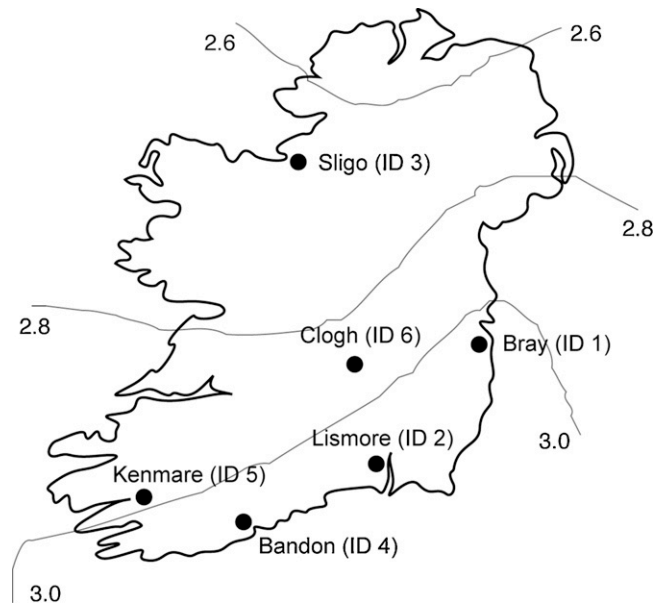 2.6
2.6
Sligo (ID 3)
2.8
2.8
Clogh (ID 6)
Bray (ID 1)
Lismore (ID 2)
3.0
Kenmare (ID 5)
Bandon (ID 4)
3.0